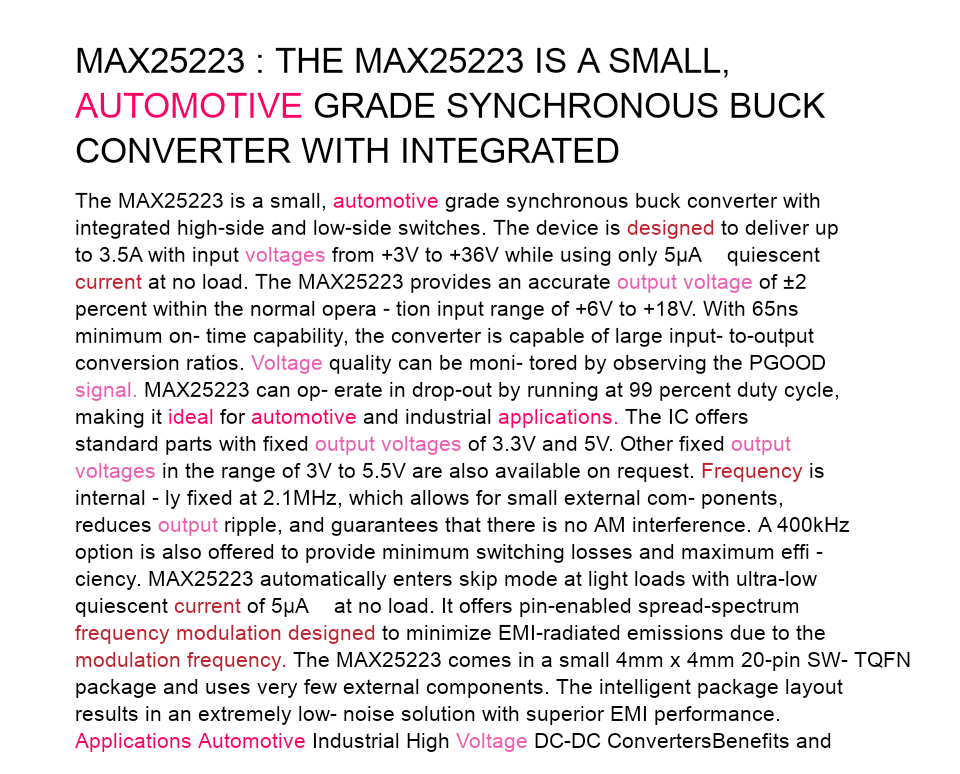 MAX25223 : THE MAX25223 IS A SMALL,
AUTOMOTIVE GRADE SYNCHRONOUS BUCK
CONVERTER WITH INTEGRATED
The MAX25223 is a small, automotive grade synchronous buck converter with
integrated high-side and low-side switches. The device is designed to deliver up
to 3.5A with input voltages from +3V to +36V while using only 5μA quiescent
current at no load. The MAX25223 provides an accurate output voltage of ±2
percent within the normal opera - tion input range of +6V to +18V. With 65ns
minimum on- time capability, the converter is capable of large input- to-output
conversion ratios. Voltage quality can be moni- tored by observing the PGOOD
signal. MAX25223 can op- erate in drop-out by running at 99 percent duty cycle,
making it ideal for automotive and industrial applications. The IC offers
standard parts with fixed output voltages of 3.3V and 5V. Other fixed output
voltages in the range of 3V to 5.5V are also available on request. Frequency is
internal - ly fixed at 2.1MHz, which allows for small external com- ponents,
reduces output ripple, and guarantees that there is no AM interference. A 400kHz
option is also offered to provide minimum switching losses and maximum effi -
ciency. MAX25223 automatically enters skip mode at light loads with ultra-low
quiescent current of 5μA at no load. It offers pin-enabled spread-spectrum
frequency modulation designed to minimize EMI-radiated emissions due to the
modulation frequency. The MAX25223 comes in a small 4mm x 4mm 20-pin SW- TQFN
package and uses very few external components. The intelligent package layout
results in an extremely low- noise solution with superior EMI performance.
Applications Automotive Industrial High Voltage DC-DC ConvertersBenefits and